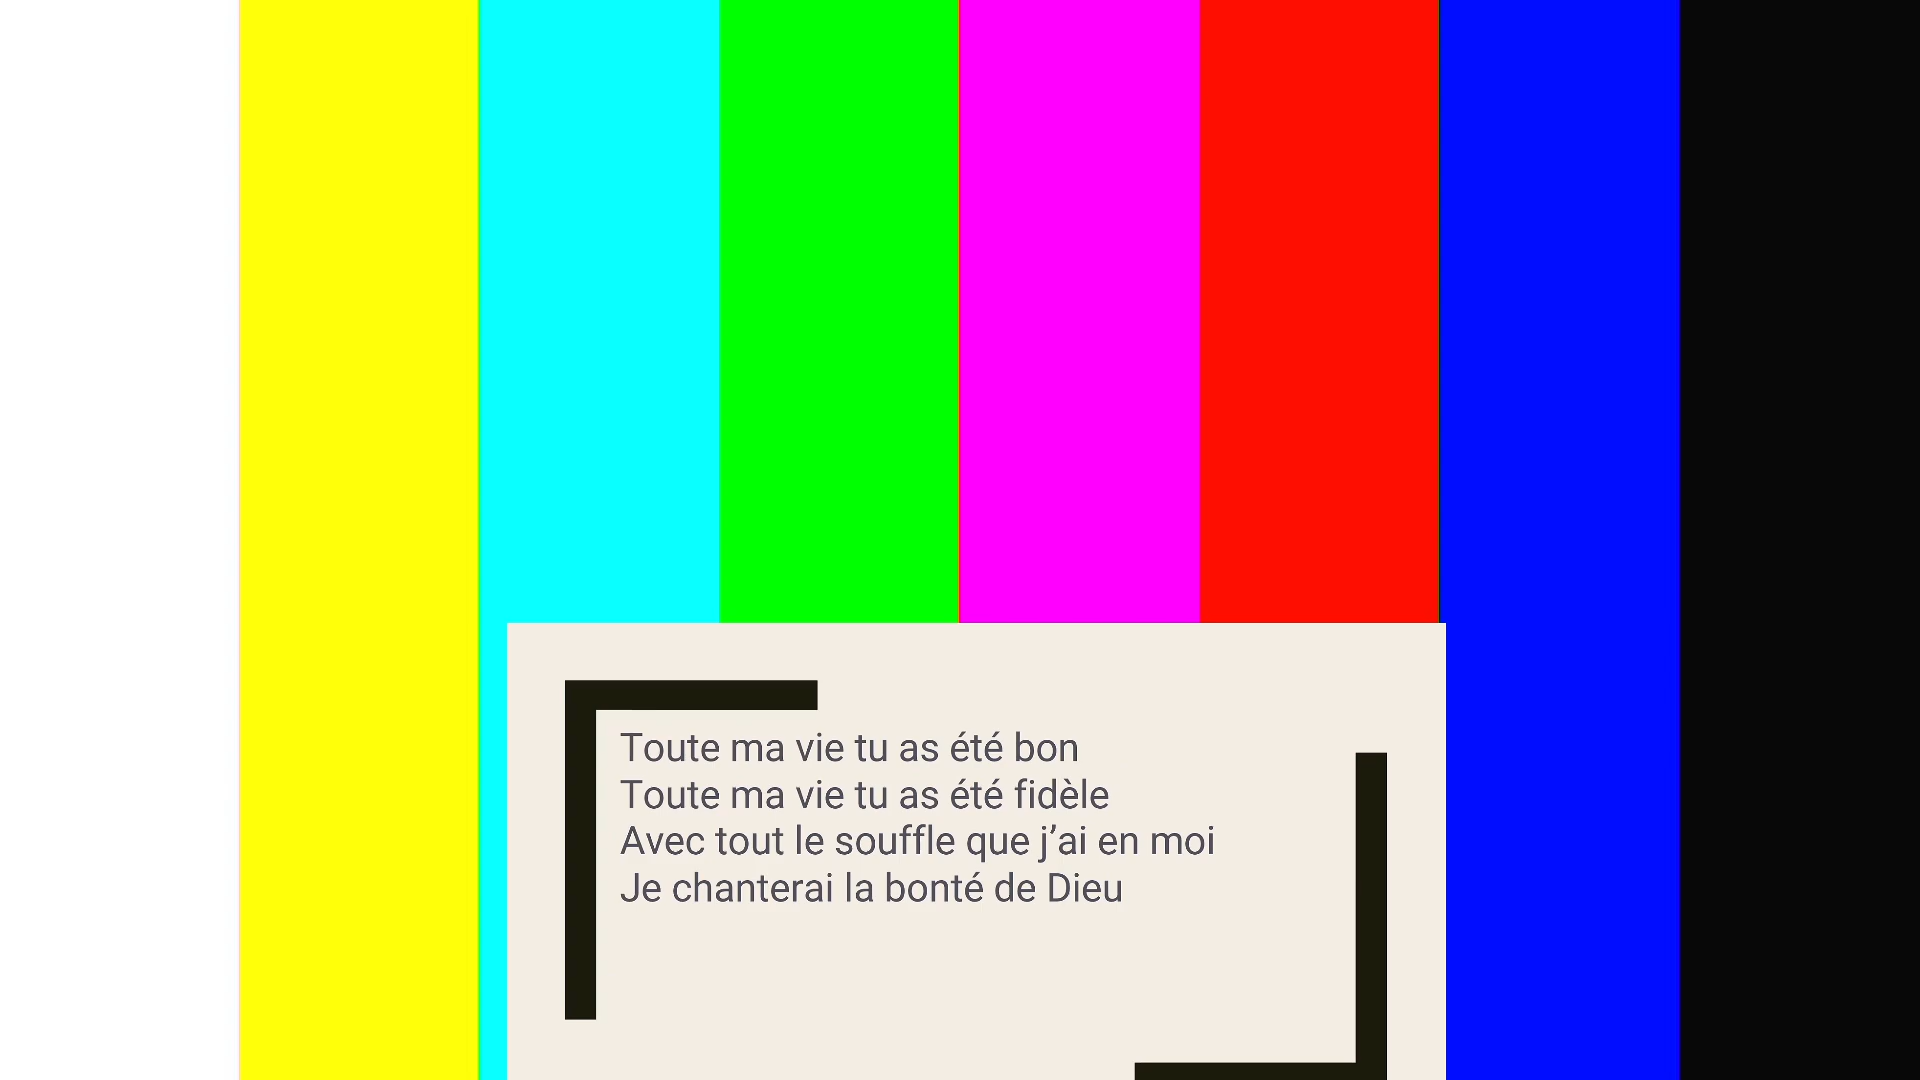 Toute ma vie tu as été bon
Toute ma vie tu as été fidèle
Avec tout le souffle que j’ai en moi
Je chanterai la bonté de Dieu